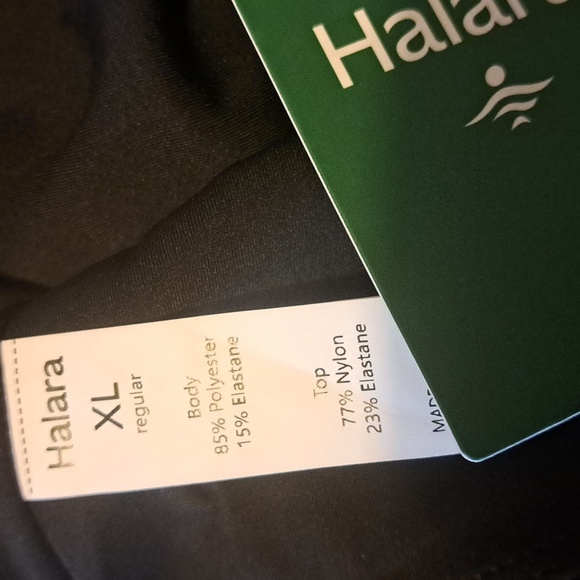 Halara
Halara
XL
regular
Body
85% Polyester
15% Elastane
Top
77% Nylon
23% Elastane